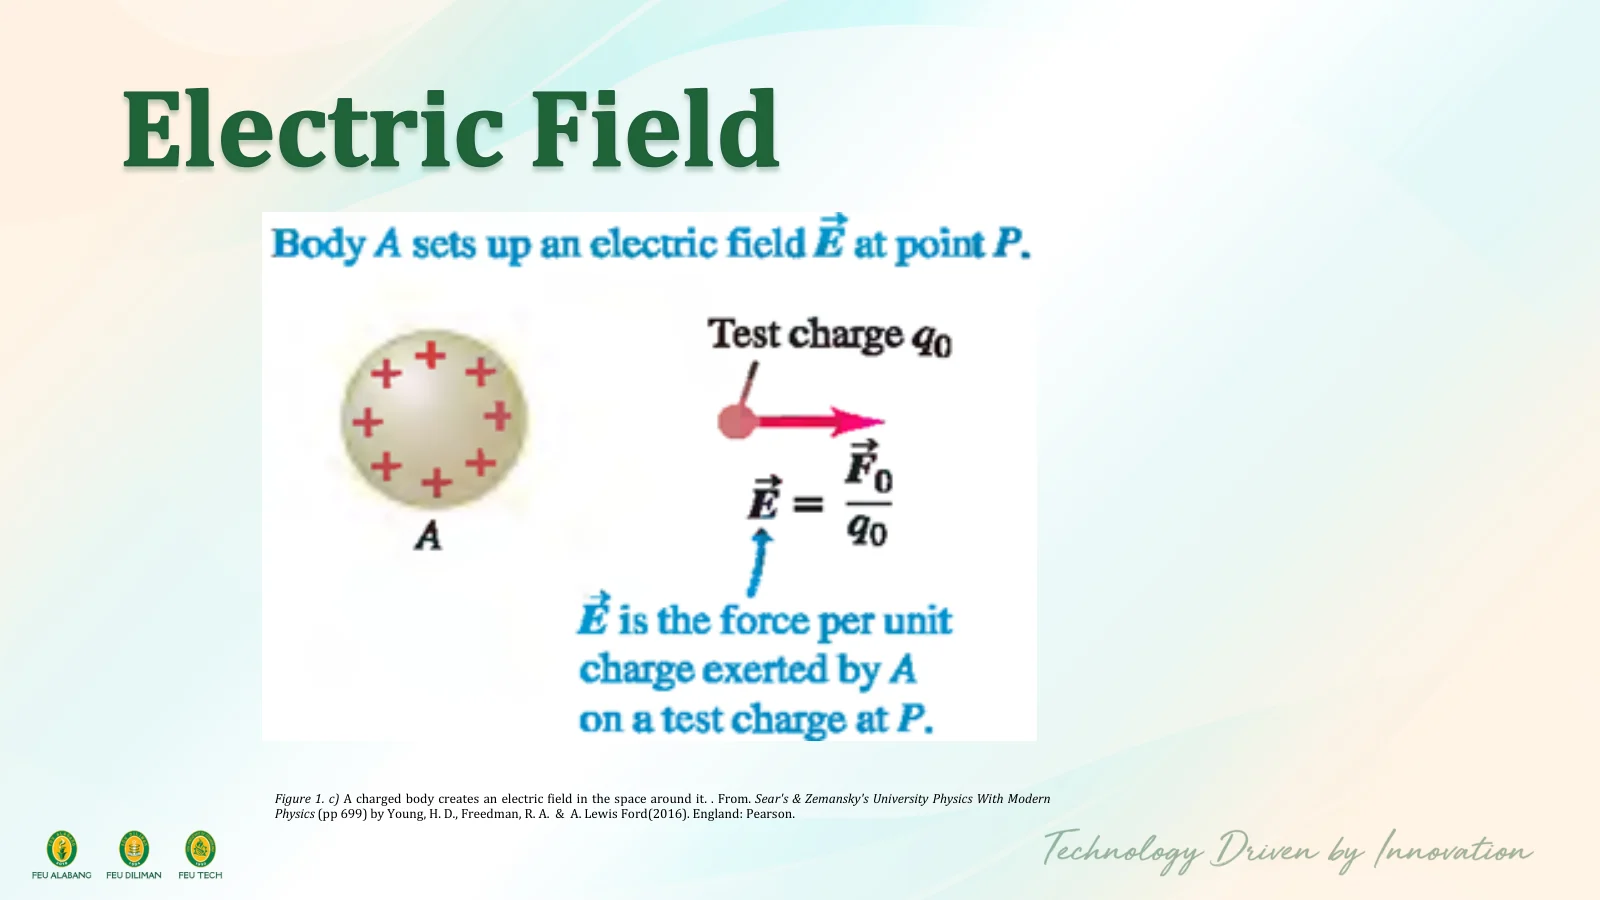 Electric Field
Body A sets up an electric field E⃗ at point P.
Test charge q₀
+ + + + + + + +
A
E⃗ = F⃗₀ / q₀
E⃗ is the force per unit
charge exerted by A
on a test charge at P.
Figure 1. c) A charged body creates an electric field in the space around it. . From. Sear's & Zemansky's University Physics With Modern
Physics (pp 699) by Young, H. D., Freedman, R. A. & A. Lewis Ford(2016). England: Pearson.
FEU ALABANG FEU DILIMAN FEU TECH
Technology Driven by Innovation